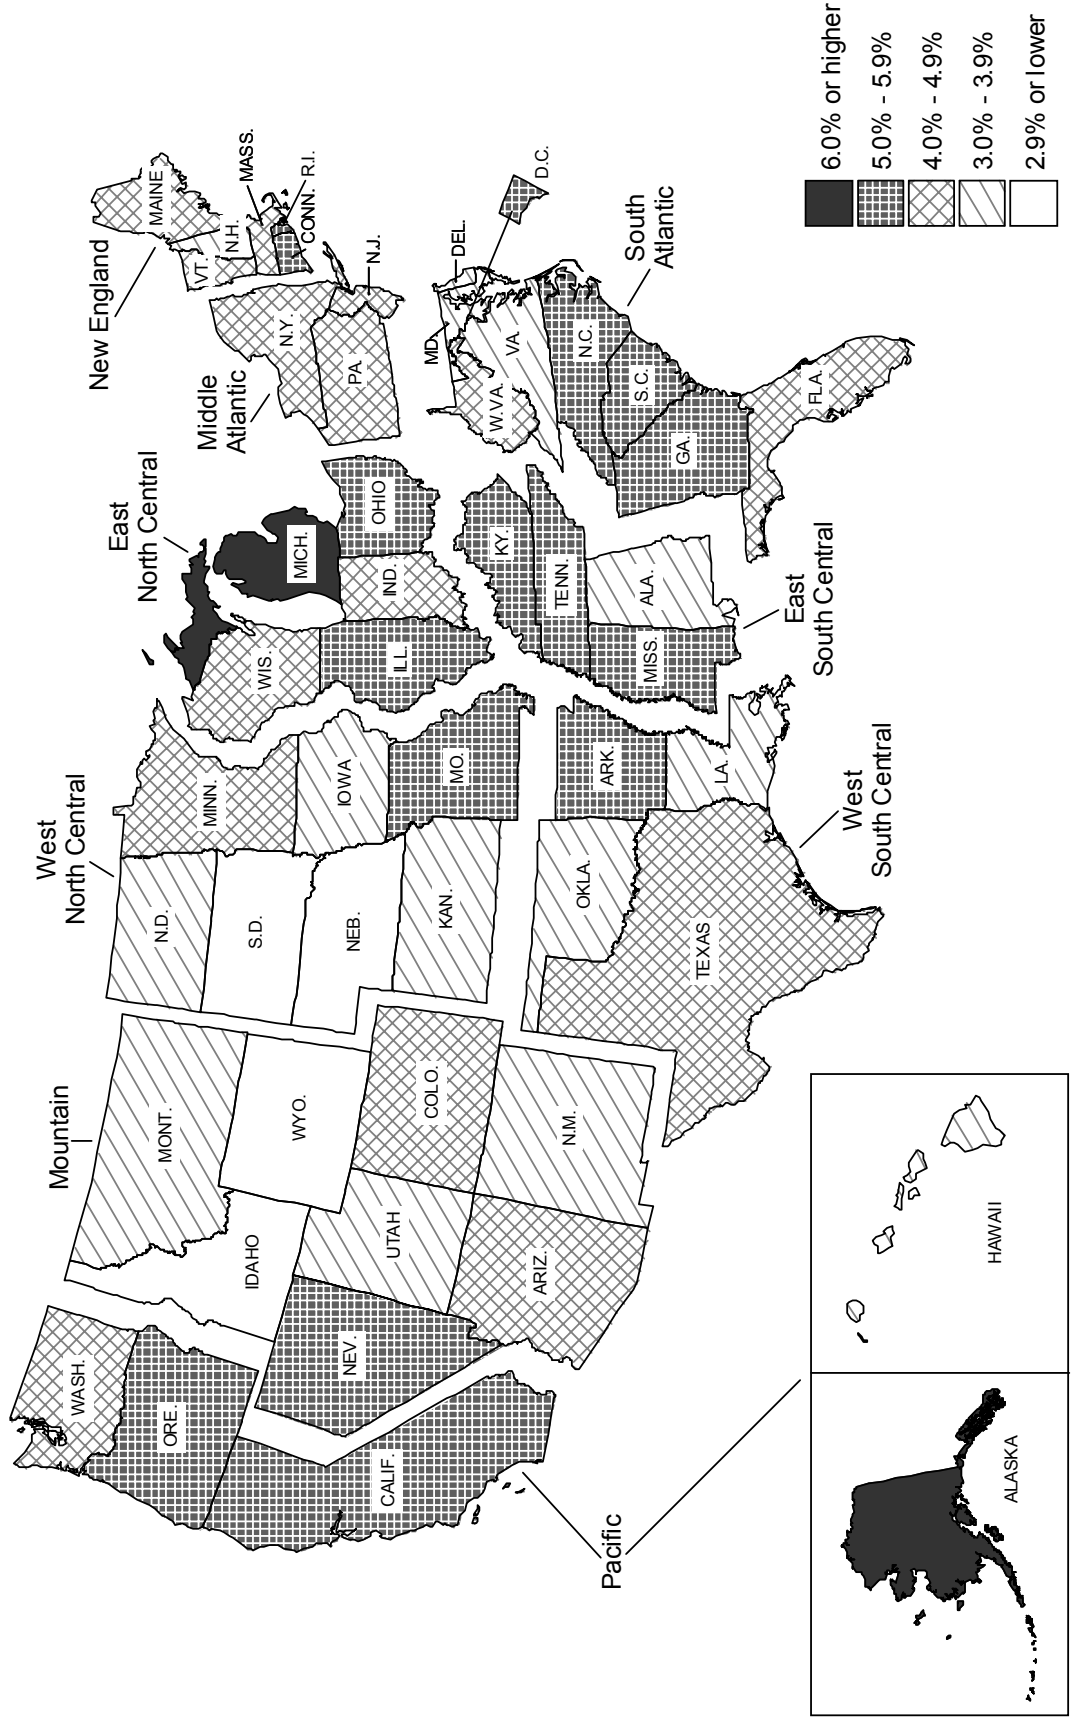 New England
Middle
Atlantic
East
North Central
West
North Central
Mountain
Pacific
South
Atlantic
East
South Central
West
South Central
MAINE
VT.
N.H.
MASS.
R.I.
CONN.
N.Y.
PA.
N.J.
DEL.
MD.
D.C.
VA.
W.VA.
N.C.
S.C.
GA.
FLA.
MICH.
OHIO
IND.
ILL.
WIS.
KY.
TENN.
ALA.
MISS.
MINN.
IOWA
MO.
N.D.
S.D.
NEB.
KAN.
ARK.
LA.
OKLA.
TEXAS
MONT.
WYO.
COLO.
N.M.
IDAHO
UTAH
ARIZ.
NEV.
WASH.
ORE.
CALIF.
ALASKA
HAWAII
6.0% or higher
5.0% - 5.9%
4.0% - 4.9%
3.0% - 3.9%
2.9% or lower